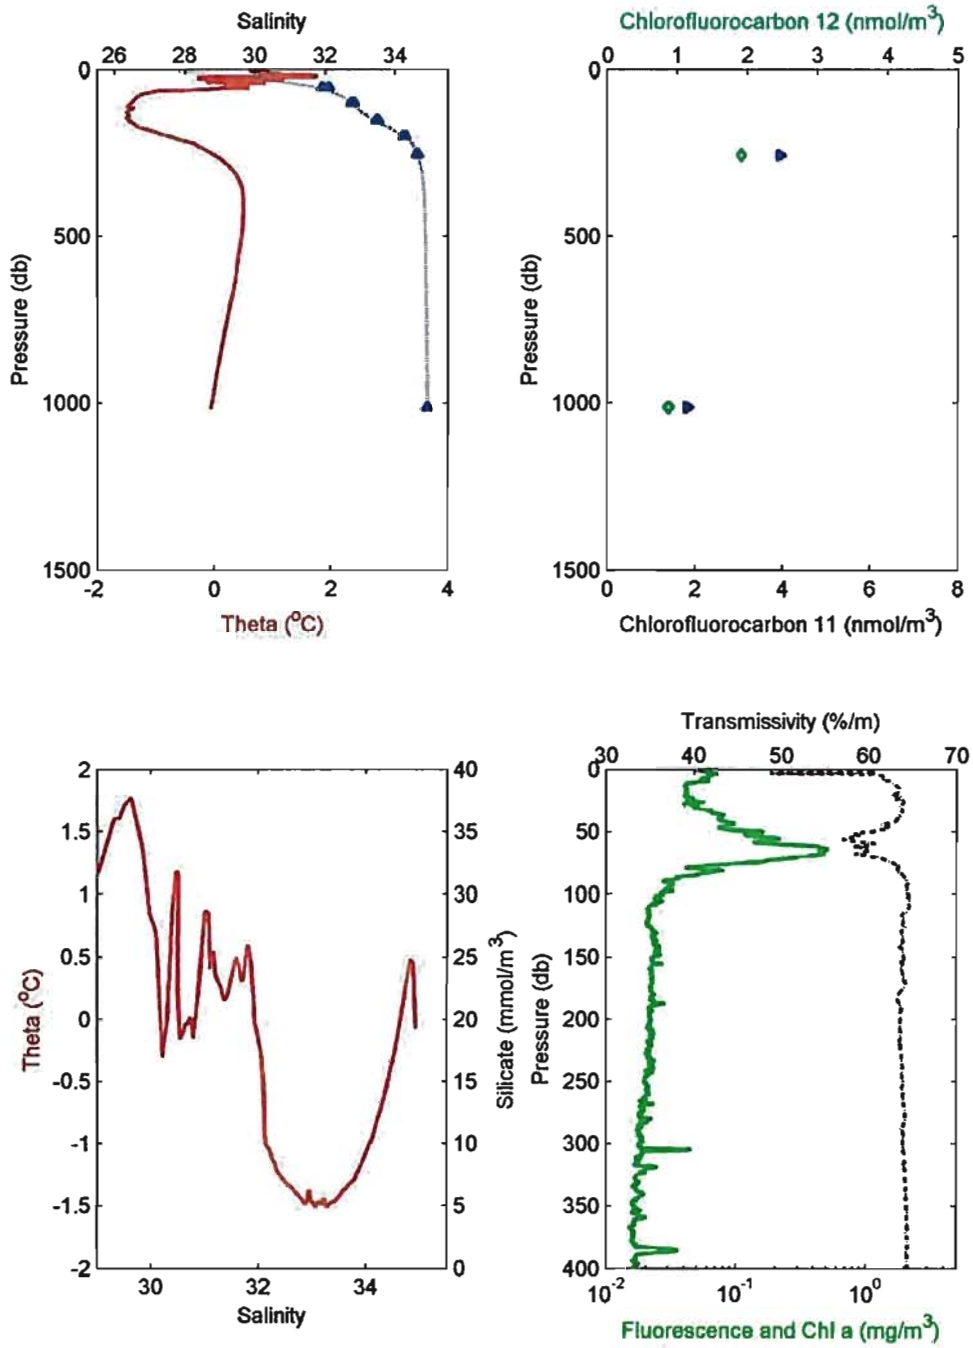 Salinity
26 28 30 32 34
0
500
1000
1500
Pressure (db)
-2 0 2 4
Theta (°C)
Chlorofluorocarbon 12 (nmol/m³)
0 1 2 3 4 5
0
500
1000
1500
Pressure (db)
0 2 4 6 8
Chlorofluorocarbon 11 (nmol/m³)
2
1.5
1
0.5
0
-0.5
-1
-1.5
-2
Theta (°C)
40
35
30
25
20
15
10
5
0
Silicate (mmol/m³)
30 32 34
Salinity
Transmissivity (%/m)
30 40 50 60 70
0
50
100
150
200
250
300
350
400
Pressure (db)
10⁻² 10⁻¹ 10⁰
Fluorescence and Chl a (mg/m³)